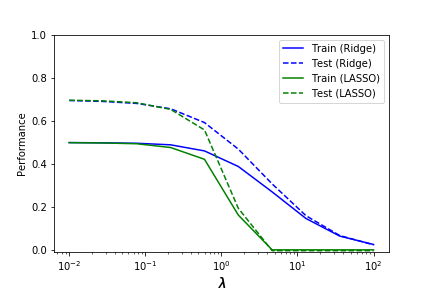 1.0
0.8
0.6
0.4
0.2
0.0
Performance
10⁻²
10⁻¹
10⁰
10¹
10²
λ
Train (Ridge)
Test (Ridge)
Train (LASSO)
Test (LASSO)